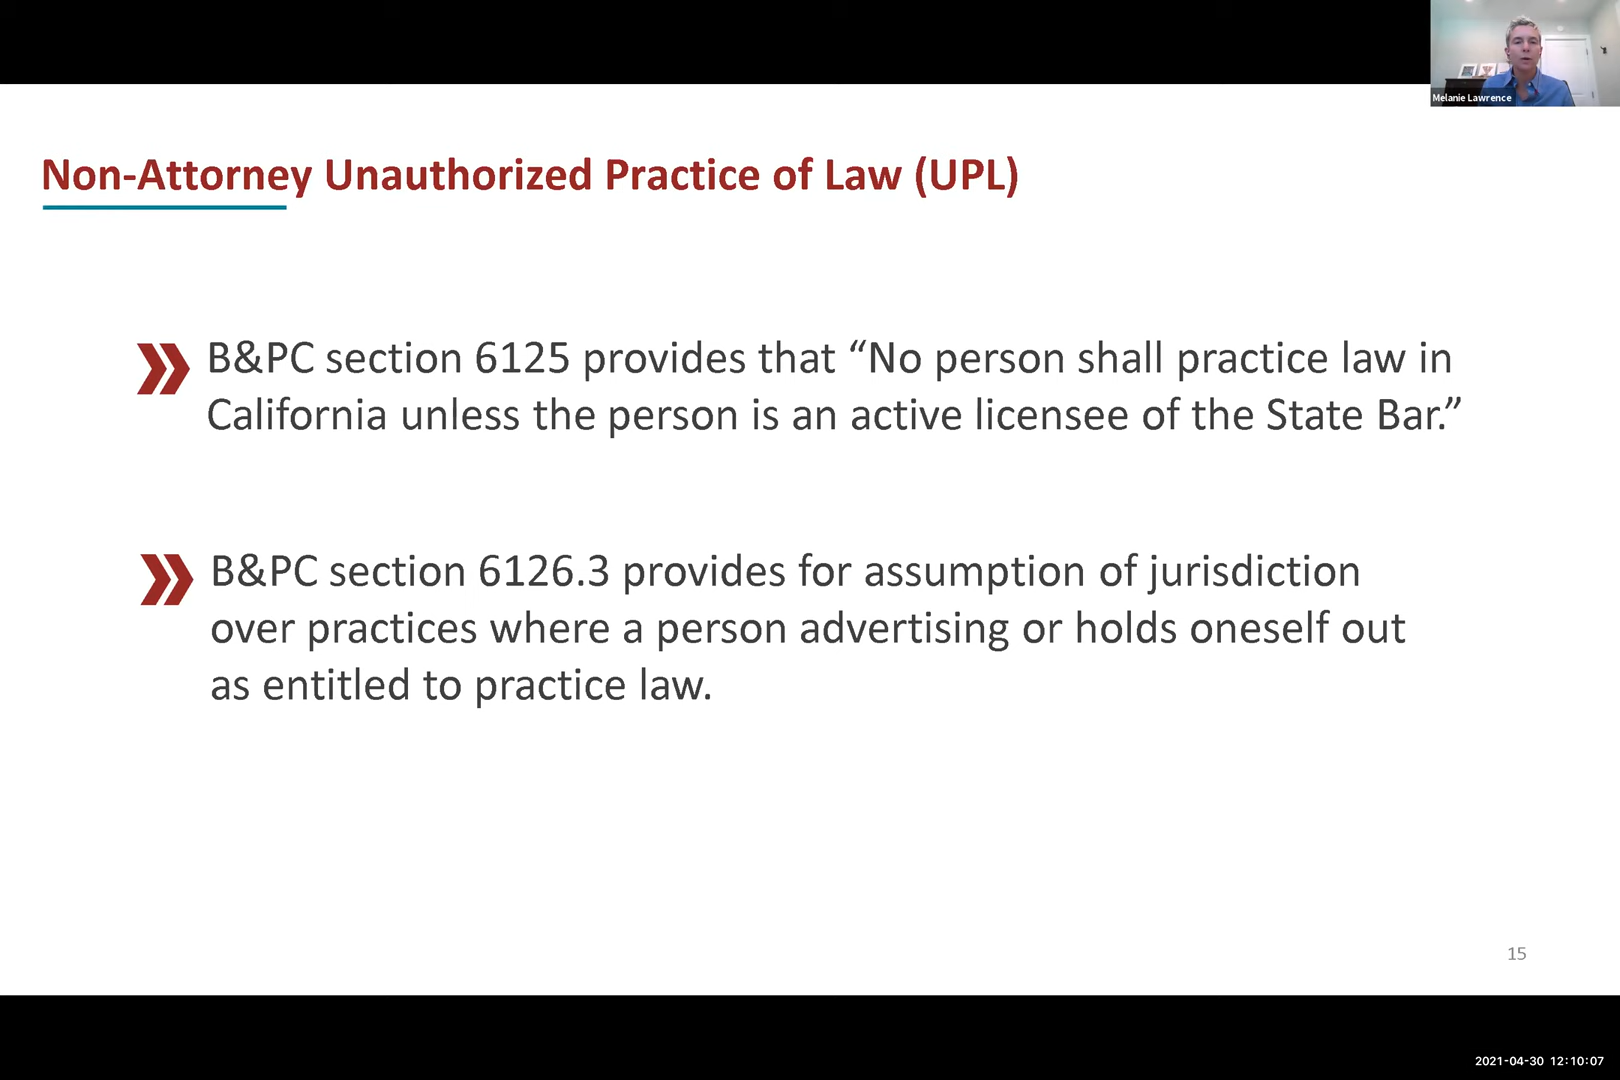 Melanie Lawrence
Non-Attorney Unauthorized Practice of Law (UPL)
B&PC section 6125 provides that “No person shall practice law in
California unless the person is an active licensee of the State Bar.”
B&PC section 6126.3 provides for assumption of jurisdiction
over practices where a person advertising or holds oneself out
as entitled to practice law.
15
2021-04-30 12:10:07